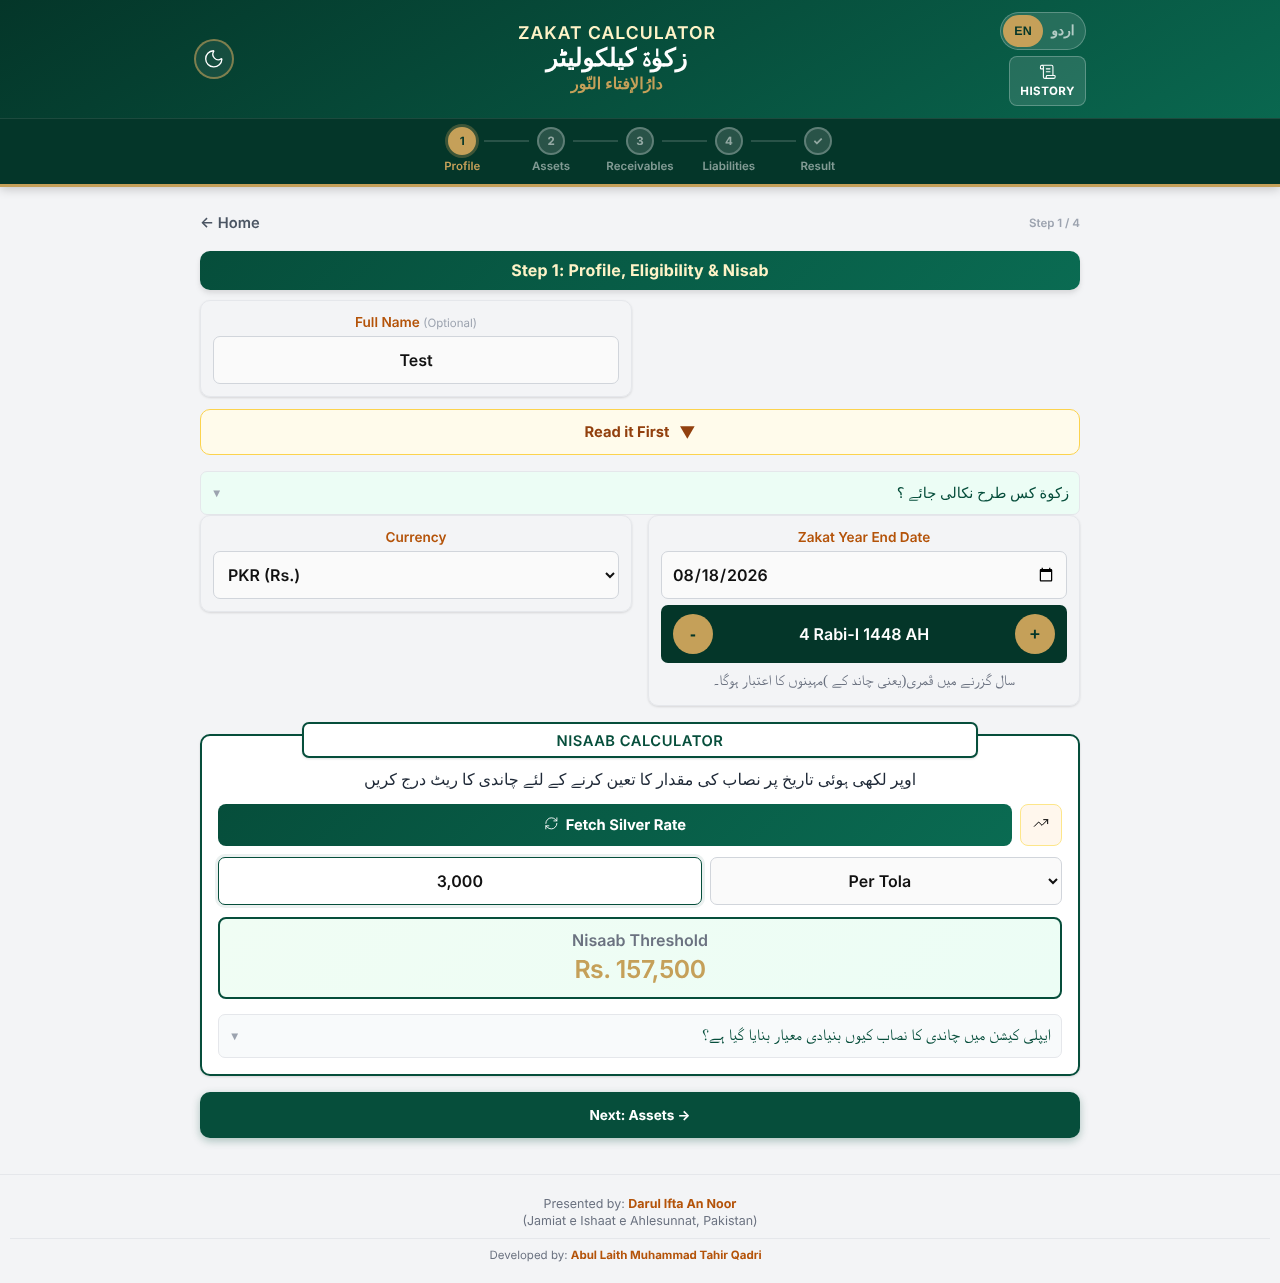 ZAKAT CALCULATOR
زکوٰۃ کیلکولیٹر
دارُالإفتاء النّور
EN
اردو
HISTORY
1
2
3
4
✓
Profile
Assets
Receivables
Liabilities
Result
← Home
Step 1 / 4
Step 1: Profile, Eligibility & Nisab
Full Name (Optional)
Test
Read it First ▼
زکوۃ کس طرح نکالی جائے ؟
▼
Currency
PKR (Rs.)
Zakat Year End Date
08/18/2026
-
4 Rabi-I 1448 AH
+
سال گزرنے میں قمری(یعنی چاند کے )مہینوں کا اعتبار ہوگا۔
NISAAB CALCULATOR
اوپر لکھی ہوئی تاریخ پر نصاب کی مقدار کا تعین کرنے کے لئے چاندی کا ریٹ درج کریں
Fetch Silver Rate
3,000
Per Tola
Nisaab Threshold
Rs. 157,500
ایپلی کیشن میں چاندی کا نصاب کیوں بنیادی معیار بنایا گیا ہے؟
▼
Next: Assets →
Presented by: Darul Ifta An Noor
(Jamiat e Ishaat e Ahlesunnat, Pakistan)
Developed by: Abul Laith Muhammad Tahir Qadri